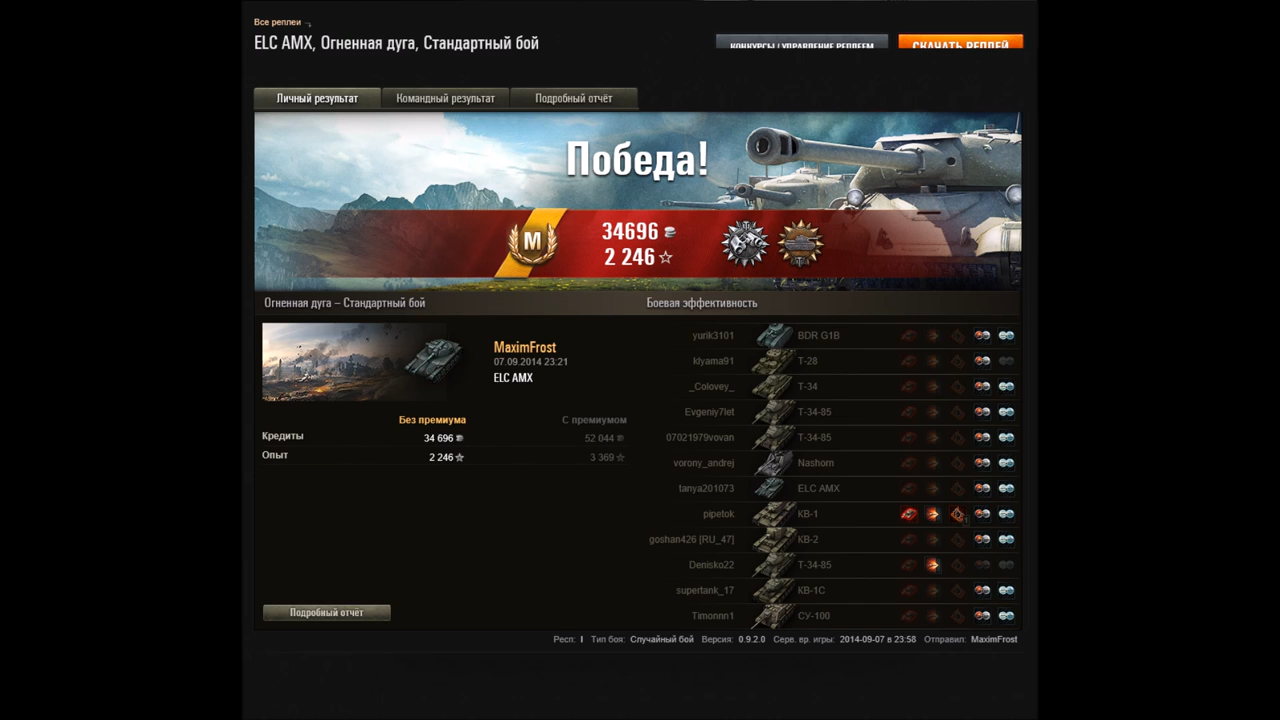 Все реплеи
ELC AMX, Огненная дуга, Стандартный бой
КОНКУРСЫ / УПРАВЛЕНИЕ РЕПЛЕЕМ
СКАЧАТЬ РЕПЛЕЙ
Личный результат
Командный результат
Подробный отчёт
Победа!
M
34696
2 246
Огненная дуга – Стандартный бой
Боевая эффективность
MaximFrost
07.09.2014 23:21
ELC AMX
Без премиума
С премиумом
Кредиты
34 696
52 044
Опыт
2 246
3 369
Подробный отчёт
yurik3101 BDR G1B
klyama91 Т-28
_Colovey_ Т-34
Evgeniy7let Т-34-85
07021979vovan Т-34-85
vorony_andrej Nashorn
tanya201073 ELC AMX
pipetok КВ-1 1
goshan426 [RU_47] КВ-2
Denisko22 Т-34-85
supertank_17 КВ-1С
Timonnn1 СУ-100
Респ: I Тип боя: Случайный бой Версия: 0.9.2.0 Серв. вр. игры: 2014-09-07 в 23:58 Отправил: MaximFrost